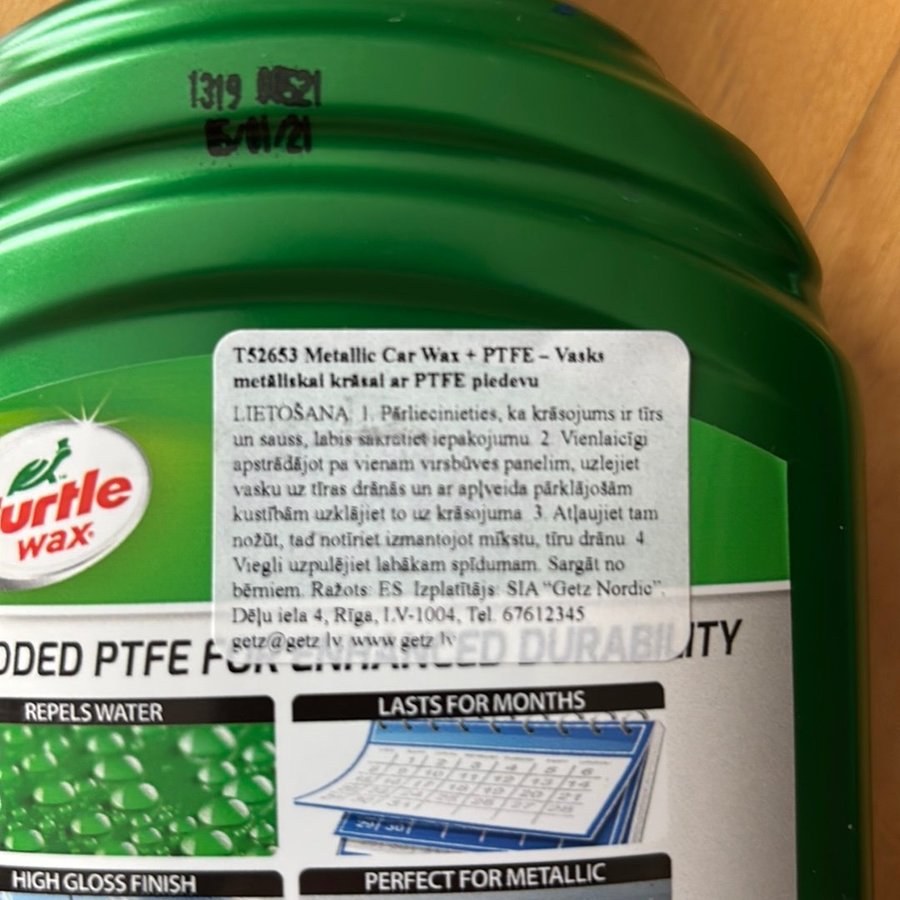 1319
/01/21
T52653 Metallic Car Wax + PTFE – Vasks
metāliskai krāsai ar PTFE piedevu
LIETOŠANA. 1. Pārliecinieties, ka krāsojums ir tīrs
un sauss, labis sakratiet iepakojumu. 2. Vienlaicīgi
apstrādājot pa vienam virsbūves panelim, uzlejiet
vasku uz tīras drānās un ar apļveida pārklājošām
kustībām uzklājiet to uz krāsojuma. 3. Atļaujiet tam
nožūt, tad notīriet izmantojot mīkstu, tīru drānu. 4.
Viegli uzpulējiet labākam spīdumam. Sargāt no
bērniem. Ražots: ES. Izplatītājs: SIA “Getz Nordic”,
Dēļu iela 4, Rīga, LV-1004, Tel. 67612345
getz@getz.lv, www.getz.lv
turtle
wax
DDED PTFE FOR ENHANCED DURABILITY
REPELS WATER
LASTS FOR MONTHS
HIGH GLOSS FINISH
PERFECT FOR METALLIC